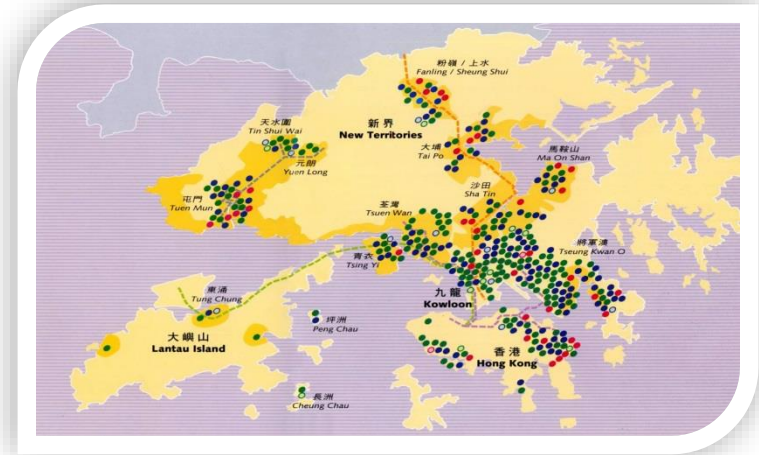 粉嶺 / 上水
Fanling / Sheung Shui
天水圍
Tin Shui Wai
新界
New Territories
元朗
Yuen Long
大埔
Tai Po
馬鞍山
Ma On Shan
屯門
Tuen Mun
荃灣
Tsuen Wan
沙田
Sha Tin
青衣
Tsing Yi
將軍澳
Tseung Kwan O
東涌
Tung Chung
九龍
Kowloon
坪洲
Peng Chau
大嶼山
Lantau Island
香港
Hong Kong
長洲
Cheung Chau